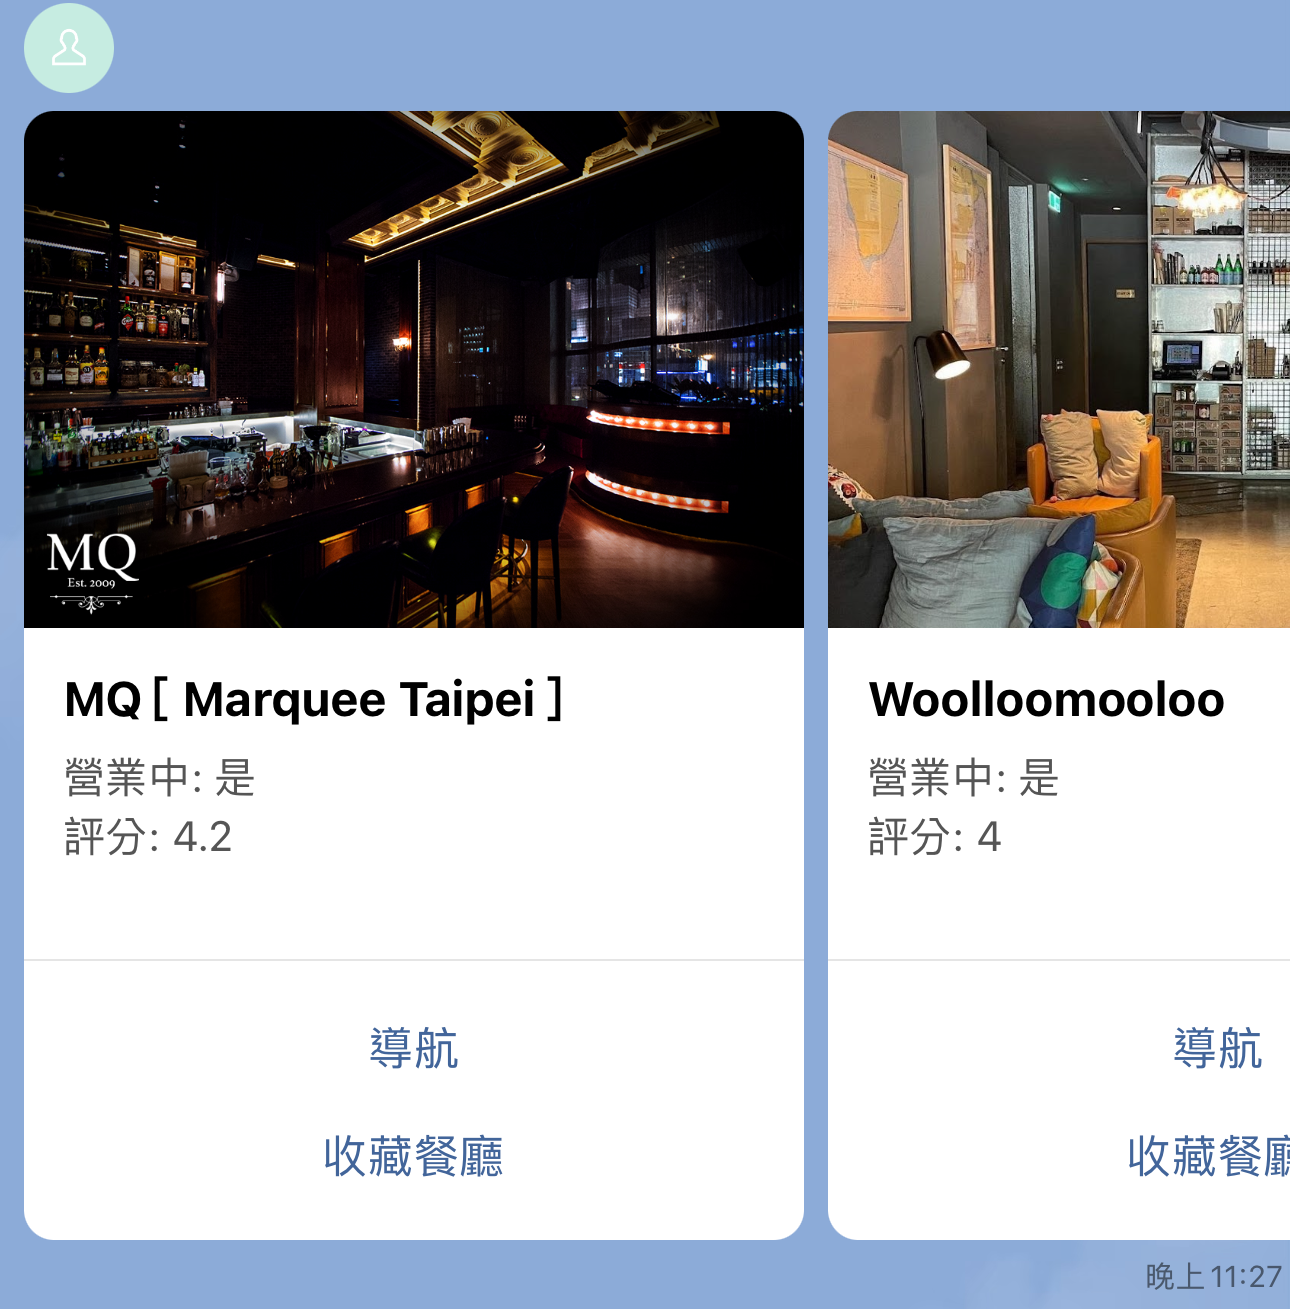 MQ
Est. 2009
MQ [ Marquee Taipei ]
營業中: 是
評分: 4.2
導航
收藏餐廳
Woolloomooloo
營業中: 是
評分: 4
導航
收藏餐廳
晚上 11:27